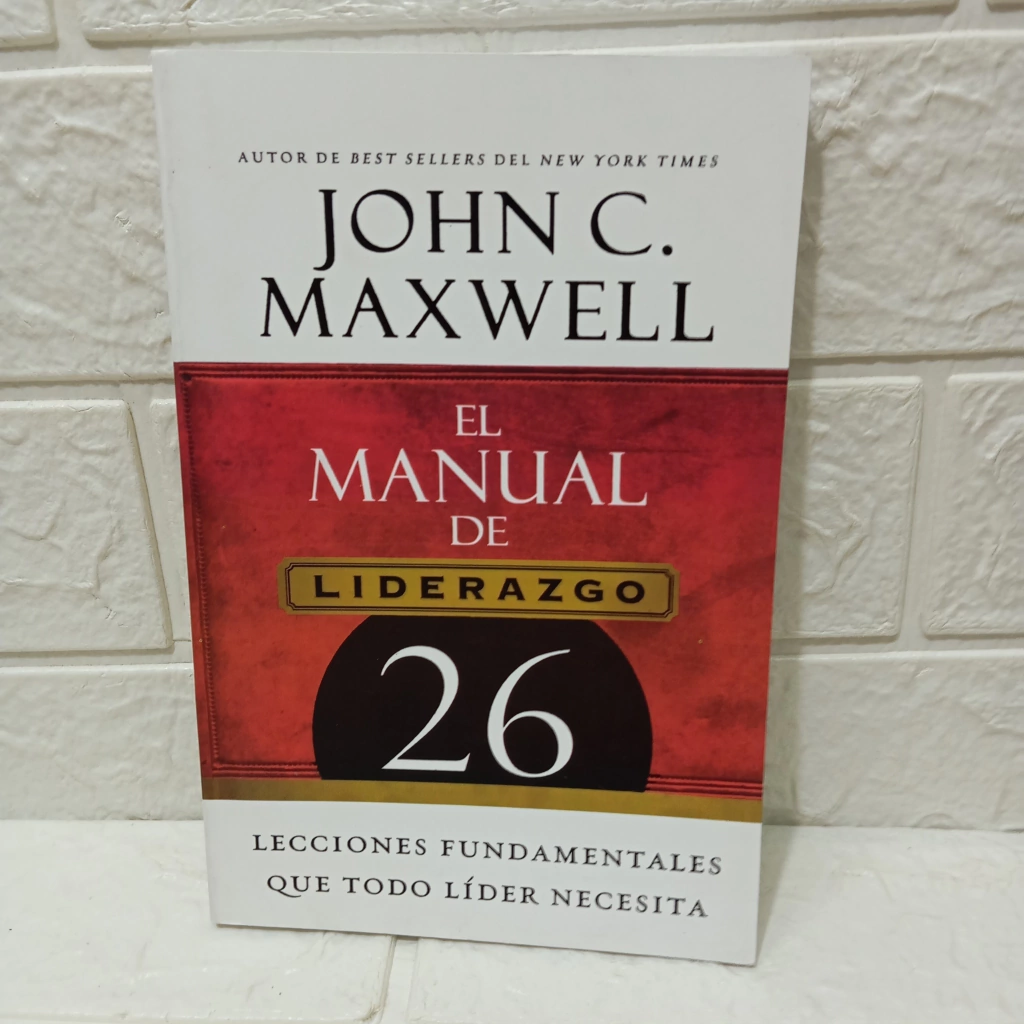 AUTOR DE BEST SELLERS DEL NEW YORK TIMES
JOHN C.
MAXWELL
EL
MANUAL
DE
LIDERAZGO
26
LECCIONES FUNDAMENTALES
QUE TODO LÍDER NECESITA